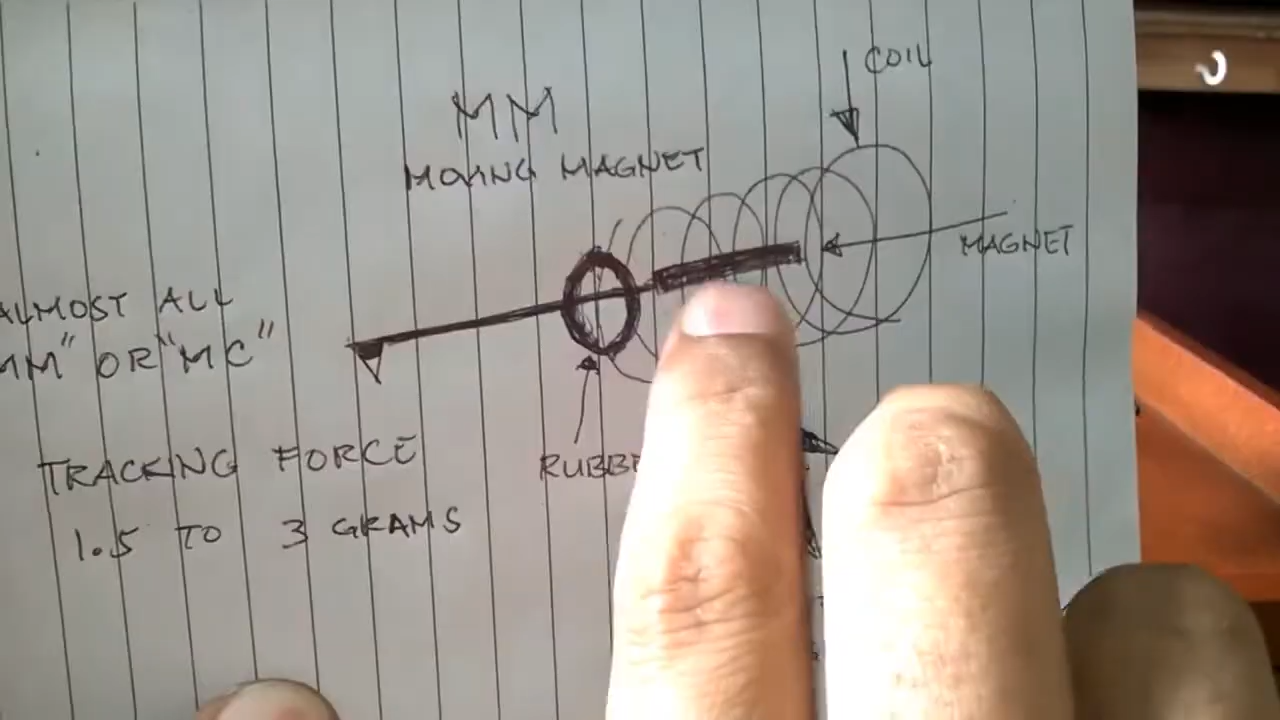 COIL
MM
MOVING MAGNET
MAGNET
ALMOST ALL
"MM" OR "MC"
TRACKING FORCE
1.5 TO 3 GRAMS